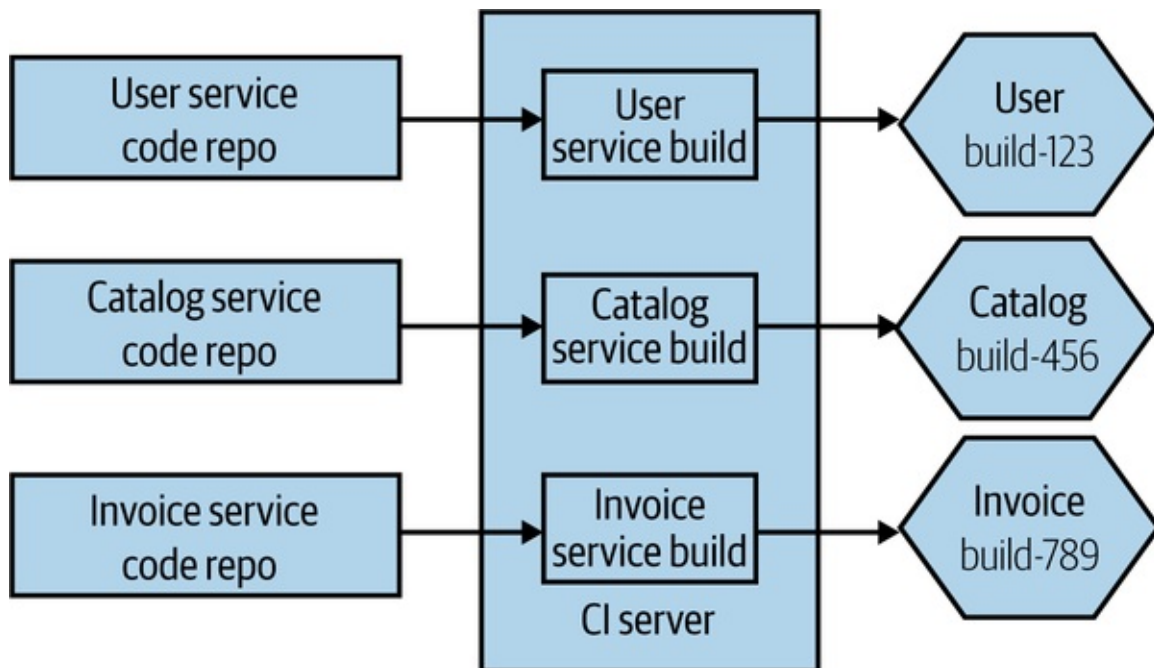 User service
code repo
User
service build
User
build-123
Catalog service
code repo
Catalog
service build
Catalog
build-456
Invoice service
code repo
Invoice
service build
Invoice
build-789
CI server